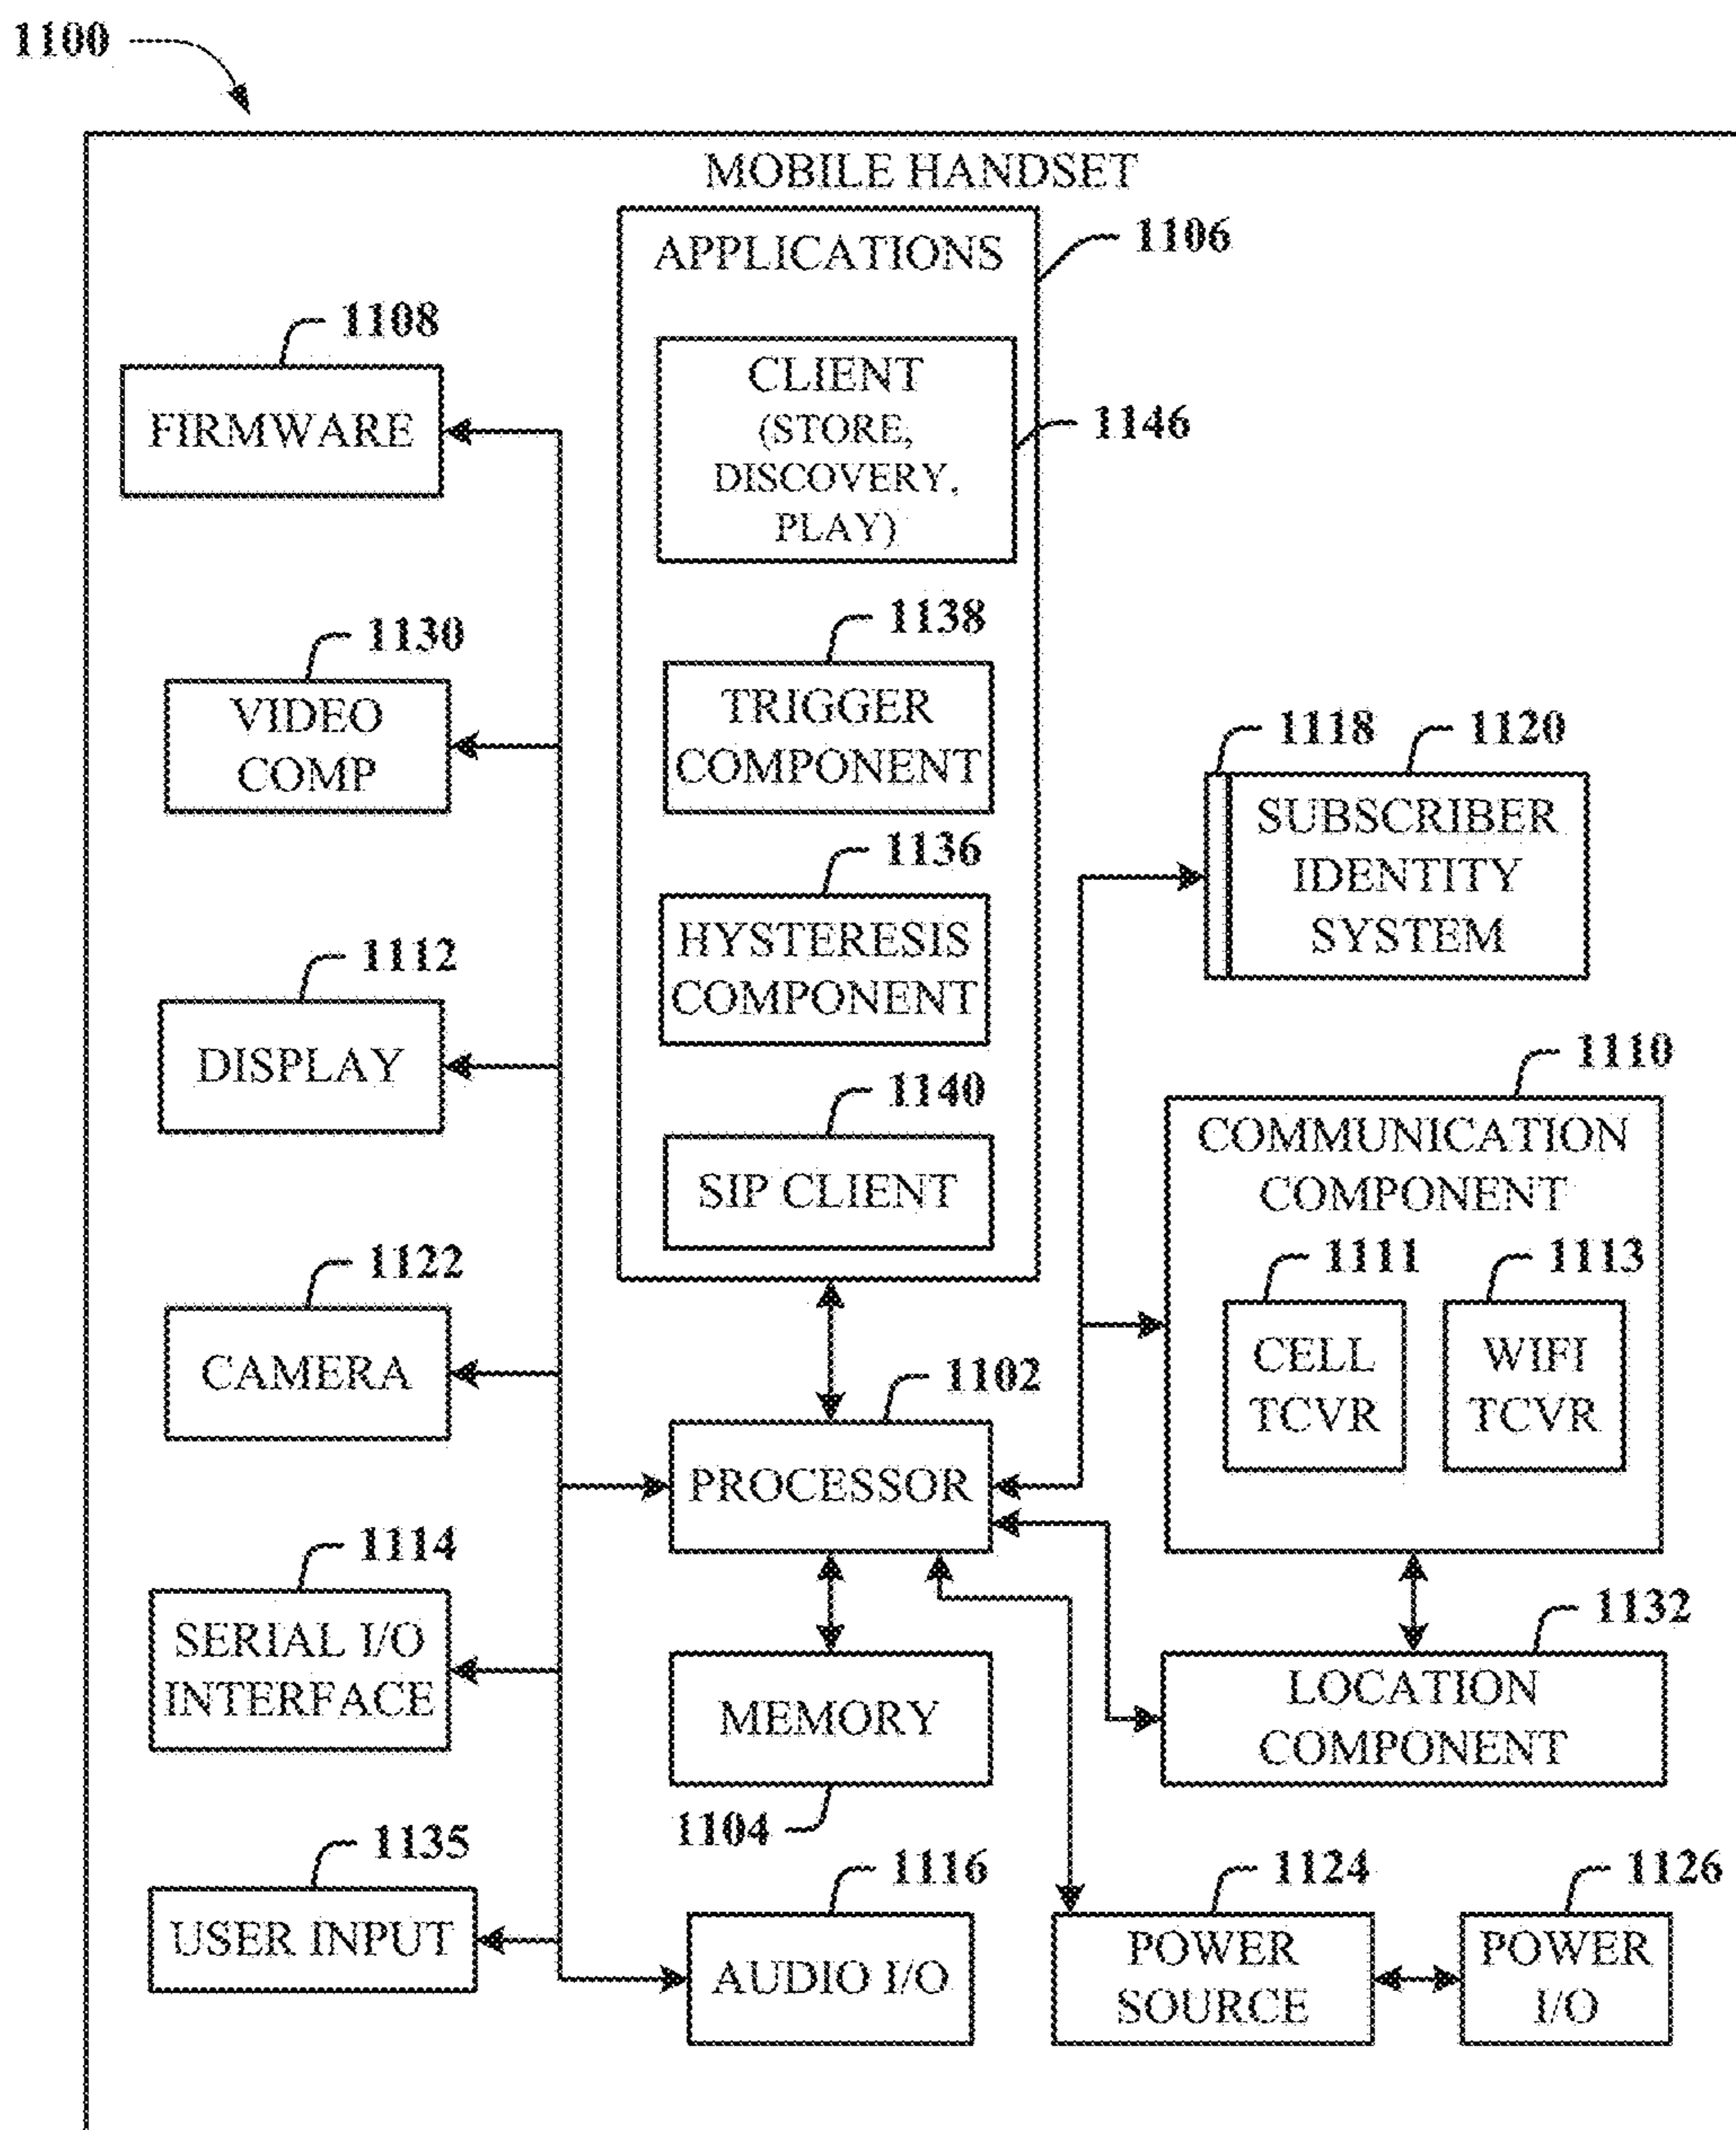 1100
MOBILE HANDSET
APPLICATIONS
1106
CLIENT
(STORE,
DISCOVERY,
PLAY)
1146
1138
TRIGGER
COMPONENT
1136
HYSTERESIS
COMPONENT
1140
SIP CLIENT
1108
FIRMWARE
1130
VIDEO
COMP
1112
DISPLAY
1122
CAMERA
1114
SERIAL I/O
INTERFACE
1135
USER INPUT
1102
PROCESSOR
MEMORY
1104
1116
AUDIO I/O
1118
1120
SUBSCRIBER
IDENTITY
SYSTEM
1110
COMMUNICATION
COMPONENT
1111
CELL
TCVR
1113
WIFI
TCVR
1132
LOCATION
COMPONENT
1124
POWER
SOURCE
1126
POWER
I/O